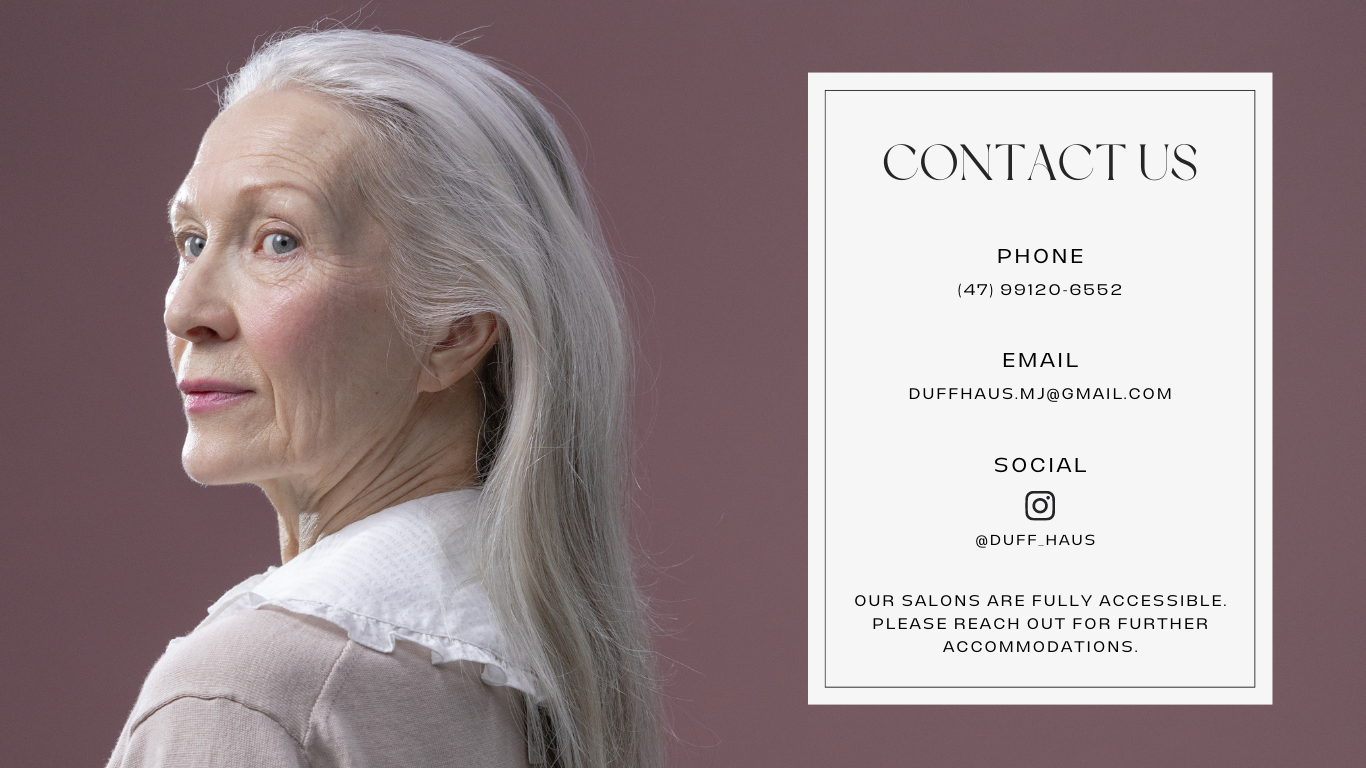 CONTACT US
PHONE
(47) 99120-6552
EMAIL
DUFFHAUS.MJ@GMAIL.COM
SOCIAL
@DUFF_HAUS
OUR SALONS ARE FULLY ACCESSIBLE.
PLEASE REACH OUT FOR FURTHER
ACCOMMODATIONS.